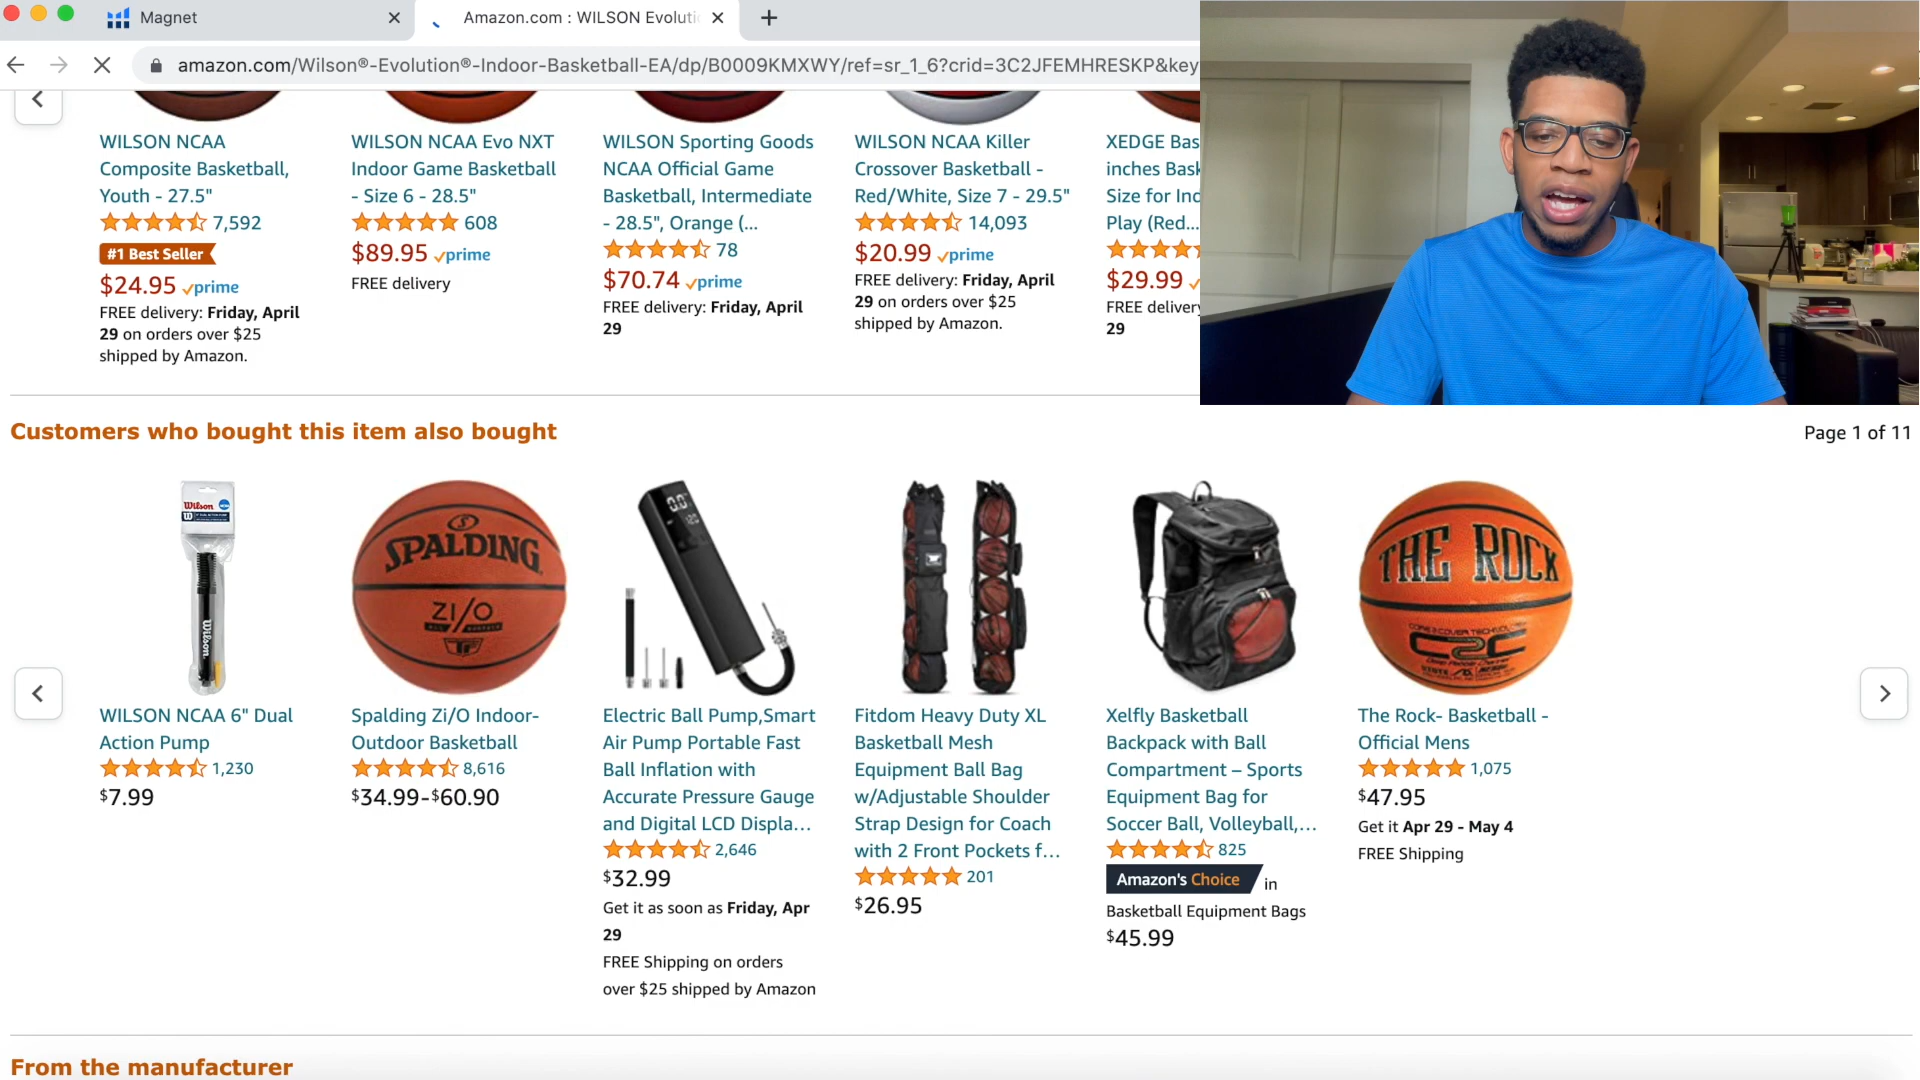 Magnet
Amazon.com : WILSON Evoluti
amazon.com/Wilson®-Evolution®-Indoor-Basketball-EA/dp/B0009KMXWY/ref=sr_1_6?crid=3C2JFEMHRESKP&key
WILSON NCAA
Composite Basketball,
Youth - 27.5"
7,592
#1 Best Seller
$24.95 prime
FREE delivery: Friday, April
29 on orders over $25
shipped by Amazon.
WILSON NCAA Evo NXT
Indoor Game Basketball
- Size 6 - 28.5"
608
$89.95 prime
FREE delivery
WILSON Sporting Goods
NCAA Official Game
Basketball, Intermediate
- 28.5", Orange (...
78
$70.74 prime
FREE delivery: Friday, April
29
WILSON NCAA Killer
Crossover Basketball -
Red/White, Size 7 - 29.5"
14,093
$20.99 prime
FREE delivery: Friday, April
29 on orders over $25
shipped by Amazon.
XEDGE Bas
inches Bask
Size for Ind
Play (Red...
$29.99
FREE delivery
29
Customers who bought this item also bought
Page 1 of 11
Wilson
Wilson
SPALDING
ZI/O
TF
0.0
120
THE ROCK
C2C
WILSON NCAA 6" Dual
Action Pump
1,230
$7.99
Spalding Zi/O Indoor-
Outdoor Basketball
8,616
$34.99-$60.90
Electric Ball Pump,Smart
Air Pump Portable Fast
Ball Inflation with
Accurate Pressure Gauge
and Digital LCD Displa...
2,646
$32.99
Get it as soon as Friday, Apr
29
FREE Shipping on orders
over $25 shipped by Amazon
Fitdom Heavy Duty XL
Basketball Mesh
Equipment Ball Bag
w/Adjustable Shoulder
Strap Design for Coach
with 2 Front Pockets f...
201
$26.95
Xelfly Basketball
Backpack with Ball
Compartment – Sports
Equipment Bag for
Soccer Ball, Volleyball,...
825
Amazon's Choice in
Basketball Equipment Bags
$45.99
The Rock- Basketball -
Official Mens
1,075
$47.95
Get it Apr 29 - May 4
FREE Shipping
From the manufacturer